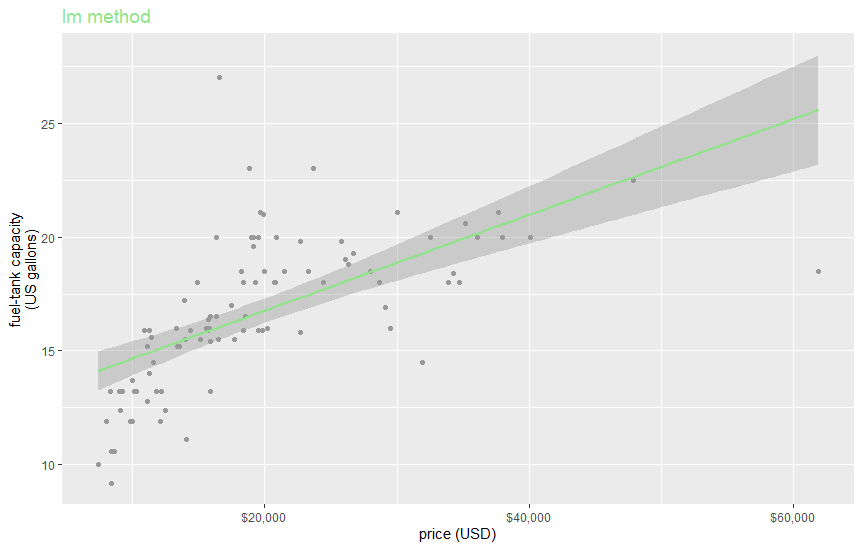 lm method
25
20
15
10
fuel-tank capacity
(US gallons)
$20,000
$40,000
$60,000
price (USD)